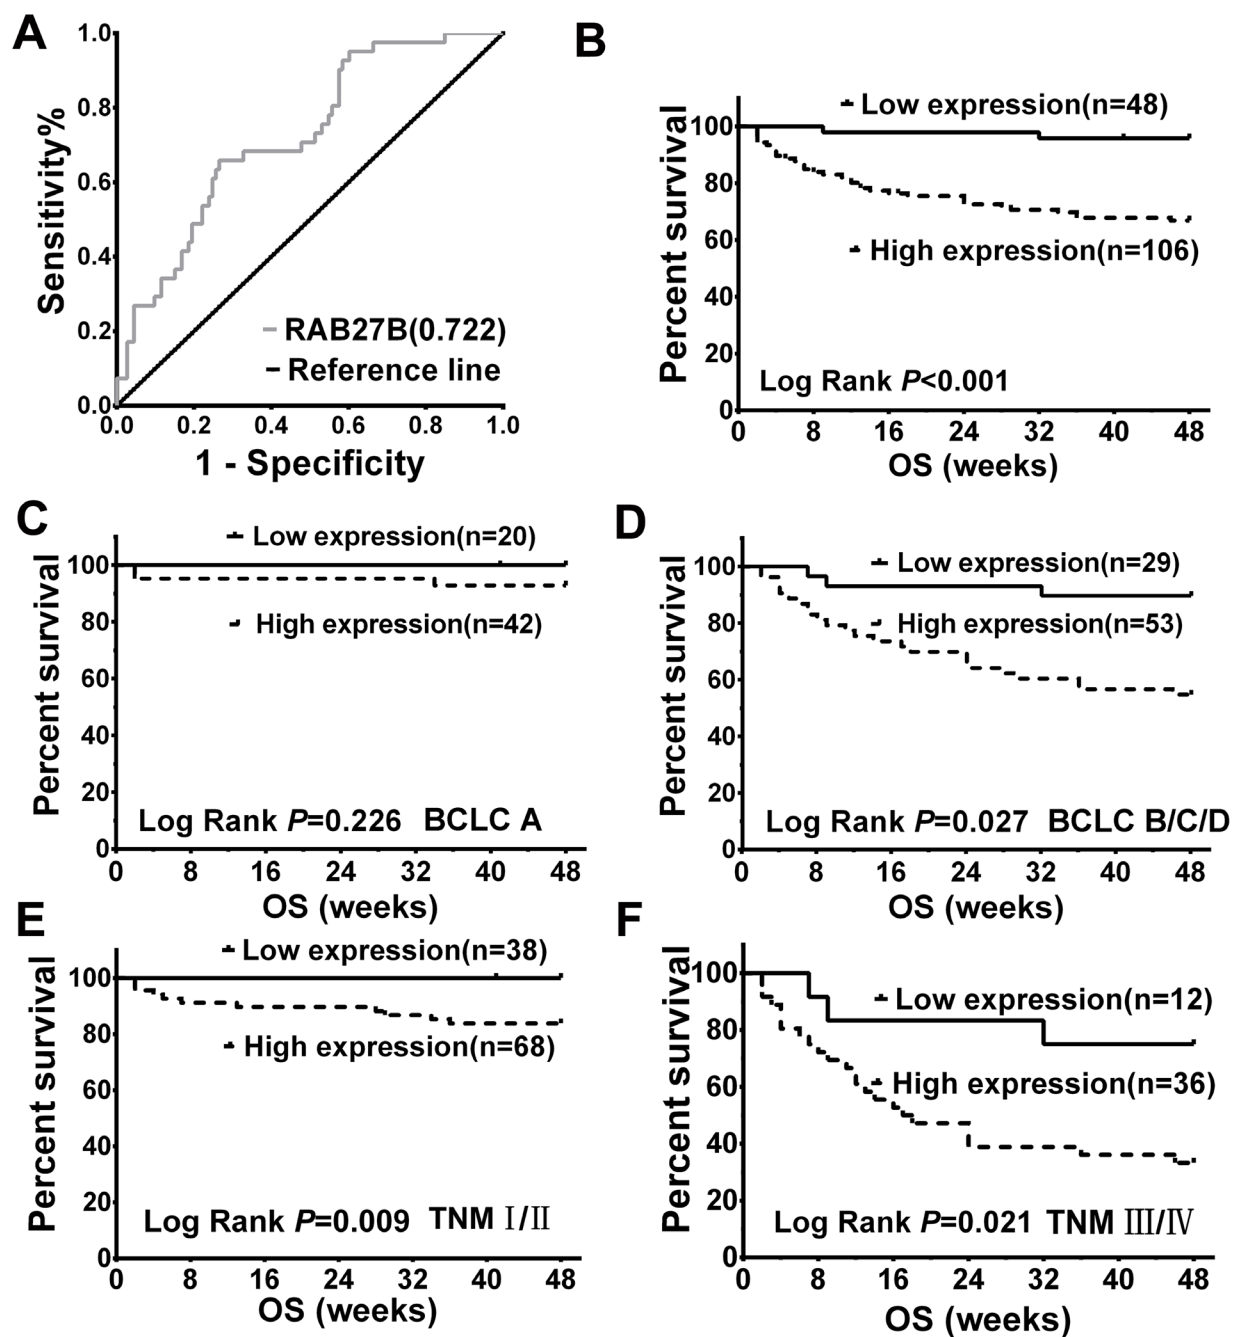 A
1.0
0.8
0.6
0.4
0.2
0.0
Sensitivity%
RAB27B(0.722)
Reference line
0.0 0.2 0.4 0.6 0.8 1.0
1 - Specificity
B
Low expression(n=48)
100
80
60
40
20
0
Percent survival
High expression(n=106)
Log Rank P<0.001
0 8 16 24 32 40 48
OS (weeks)
C
Low expression(n=20)
100
80
60
40
20
0
Percent survival
High expression(n=42)
Log Rank P=0.226 BCLC A
0 8 16 24 32 40 48
OS (weeks)
D
Low expression(n=29)
100
80
60
40
20
0
Percent survival
High expression(n=53)
Log Rank P=0.027 BCLC B/C/D
0 8 16 24 32 40 48
OS (weeks)
E
Low expression(n=38)
100
80
60
40
20
0
Percent survival
High expression(n=68)
Log Rank P=0.009 TNM Ⅰ/Ⅱ
0 8 16 24 32 40 48
OS (weeks)
F
100
80
60
40
20
0
Percent survival
Low expression(n=12)
High expression(n=36)
Log Rank P=0.021 TNM Ⅲ/Ⅳ
0 8 16 24 32 40 48
OS (weeks)